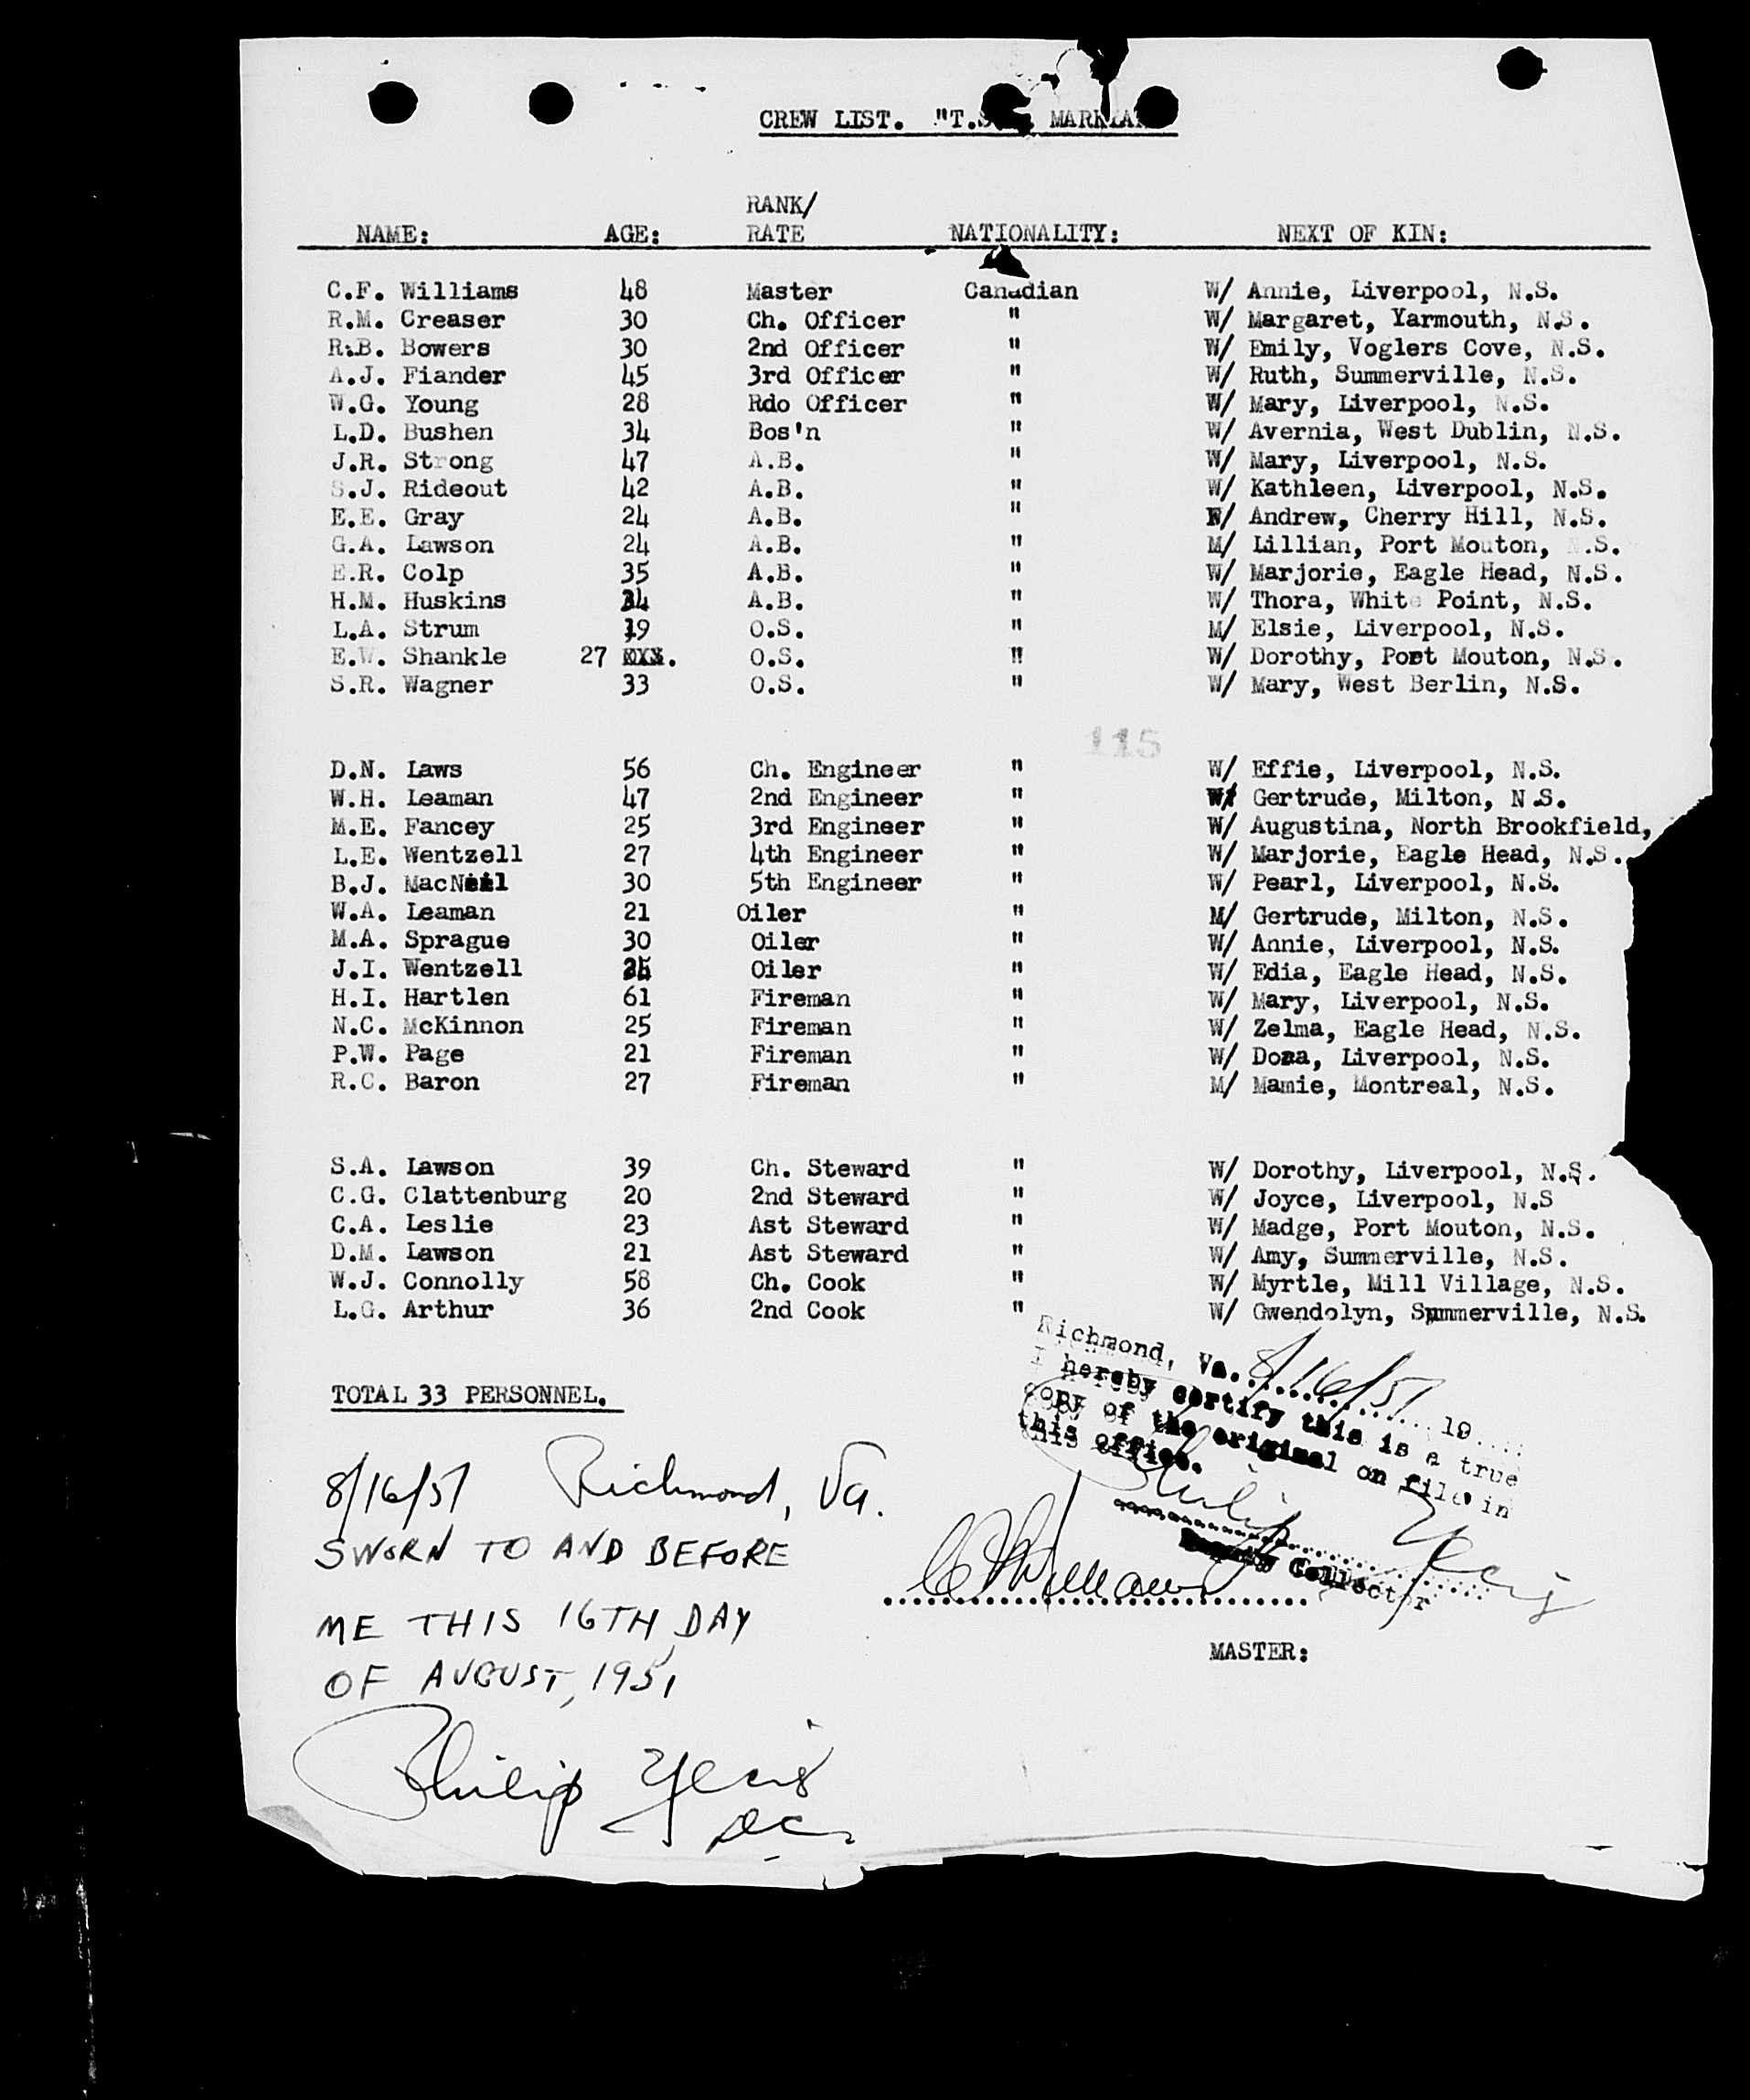 CREW LIST. "T.S. MARKLA
RANK/
NAME: AGE: RATE NATIONALITY: NEXT OF KIN:
C.F. Williams 48 Master Canadian W/ Annie, Liverpool, N.S.
R.M. Creaser 30 Ch. Officer " W/ Margaret, Yarmouth, N.S.
R.B. Bowers 30 2nd Officer " W/ Emily, Voglers Cove, N.S.
A.J. Fiander 45 3rd Officer " W/ Ruth, Summerville, N.S.
W.G. Young 28 Rdo Officer " W/ Mary, Liverpool, N.S.
L.D. Bushen 34 Bos'n " W/ Avernia, West Dublin, N.S.
J.R. Strong 47 A.B. " W/ Mary, Liverpool, N.S.
S.J. Rideout 42 A.B. " W/ Kathleen, Liverpool, N.S.
E.E. Gray 24 A.B. " F/ Andrew, Cherry Hill, N.S.
G.A. Lawson 24 A.B. " M/ Lillian, Port Mouton, .S.
E.R. Colp 35 A.B. " W/ Marjorie, Eagle Head, N.S.
H.M. Huskins A.B. " W/ Thora, White Point, N.S.
L.A. Strum 19 O.S. " M/ Elsie, Liverpool, N.S.
E.W. Shankle 27 O.S. " W/ Dorothy, Port Mouton, N.S.
S.R. Wagner 33 O.S. " W/ Mary, West Berlin, N.S.
115
D.N. Laws 56 Ch. Engineer " W/ Effie, Liverpool, N.S.
W.H. Leaman 47 2nd Engineer " W/ Gertrude, Milton, N.S.
M.E. Fancey 25 3rd Engineer " W/ Augustina, North Brookfield,
L.E. Wentzell 27 4th Engineer " W/ Marjorie, Eagle Head, N.S.
B.J. MacNeil 30 5th Engineer " W/ Pearl, Liverpool, N.S.
W.A. Leaman 21 Oiler " M/ Gertrude, Milton, N.S.
M.A. Sprague 30 Oiler " W/ Annie, Liverpool, N.S.
J.I. Wentzell Oiler " W/ Edia, Eagle Head, N.S.
H.I. Hartlen 61 Fireman " W/ Mary, Liverpool, N.S.
N.C. McKinnon 25 Fireman " W/ Zelma, Eagle Head, N.S.
P.W. Page 21 Fireman " W/ Liverpool, N.S.
R.C. Baron 27 Fireman " M/ Mamie, Montreal, N.S.
S.A. Lawson 39 Ch. Steward " W/ Dorothy, Liverpool, N.S.
C.G. Clattenburg 20 2nd Steward " W/ Joyce, Liverpool, N.S
C.A. Leslie 23 Ast Steward " W/ Madge, Port Mouton, N.S.
D.M. Lawson 21 Ast Steward " W/ Amy, Summerville, N.S.
W.J. Connolly 58 Ch. Cook " W/ Myrtle, Mill Village, N.S.
L.G. Arthur 36 2nd Cook " W/ Gwendolyn, Summerville, N.S.
Richmond, Va. 8/16/51 19....
I hereby certify this is a true
copy of the original on file in
this office.
Philip
Deputy Collector
TOTAL 33 PERSONNEL.
8/16/51 Richmond, Va.
SWORN TO AND BEFORE
ME THIS 16TH DAY
OF AUGUST, 1951
C F Williams
MASTER:
Philip